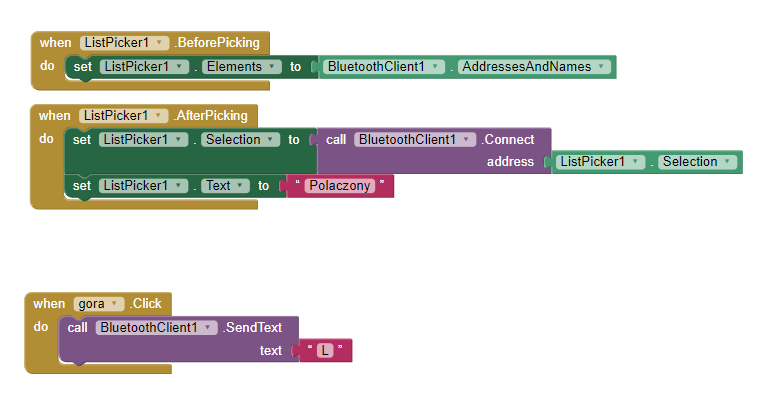 when ListPicker1 .BeforePicking
do set ListPicker1 . Elements to BluetoothClient1 . AddressesAndNames
when ListPicker1 .AfterPicking
do set ListPicker1 . Selection to call BluetoothClient1 .Connect
address ListPicker1 . Selection
set ListPicker1 . Text to “ Polaczony ”
when gora .Click
do call BluetoothClient1 .SendText
text “ L ”